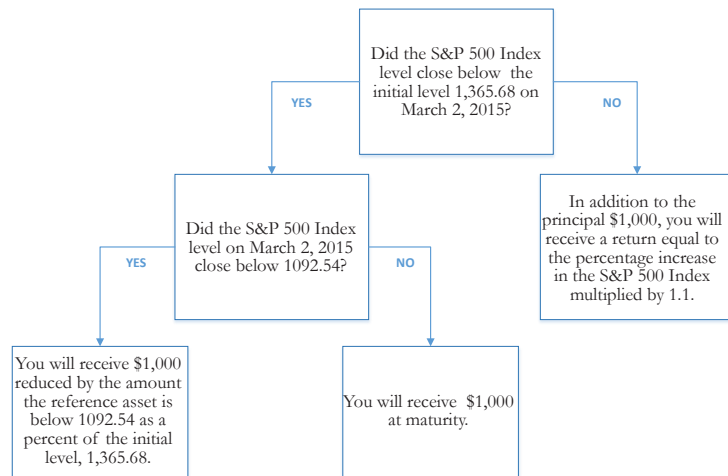 Did the S&P 500 Index
level close below the
initial level 1,365.68 on
March 2, 2015?
YES
NO
Did the S&P 500 Index
level on March 2, 2015
close below 1092.54?
In addition to the
principal $1,000, you will
receive a return equal to
the percentage increase
in the S&P 500 Index
multiplied by 1.1.
YES
NO
You will receive $1,000
reduced by the amount
the reference asset is
below 1092.54 as a
percent of the initial
level, 1,365.68.
You will receive $1,000
at maturity.